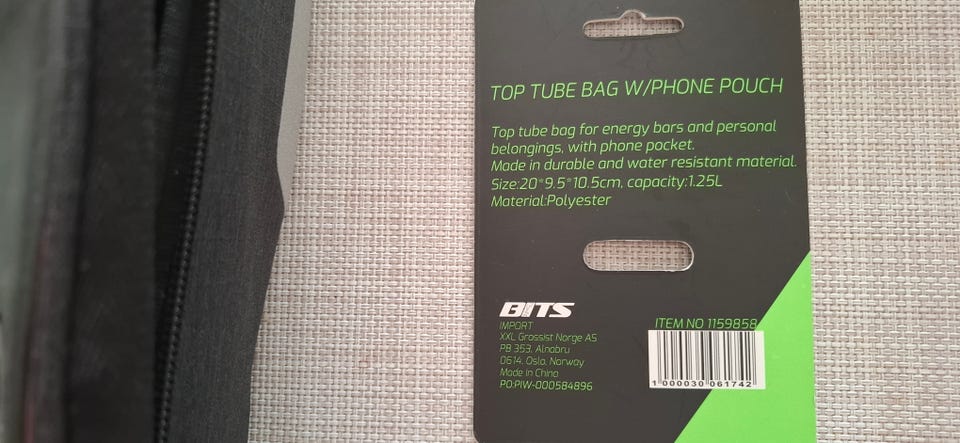 TOP TUBE BAG W/PHONE POUCH
Top tube bag for energy bars and personal
belongings, with phone pocket.
Made in durable and water resistant material.
Size:20*9.5*10.5cm, capacity:1.25L
Material:Polyester
BITS
IMPORT
XXL Grossist Norge AS
PB 353, Alnabru
0614, Oslo, Norway
Made in China
PO:PIW-000584896
ITEM NO 1159858
1 000030 061742